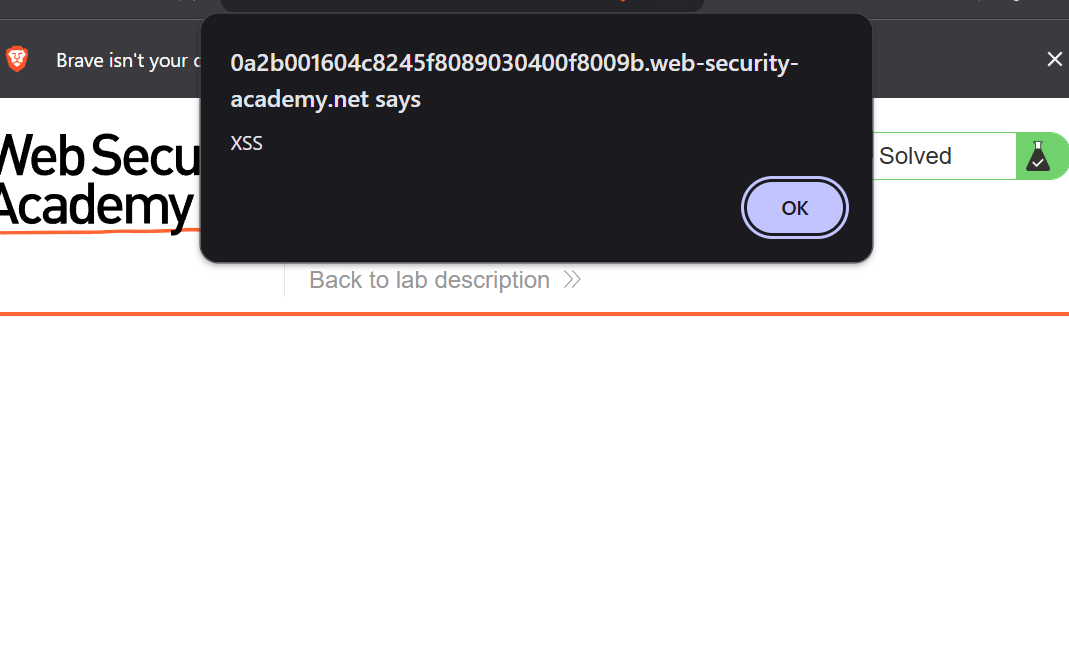 Brave isn't your
0a2b001604c8245f8089030400f8009b.web-security-
academy.net says
XSS
OK
Web Secu
Academy
Solved
Back to lab description